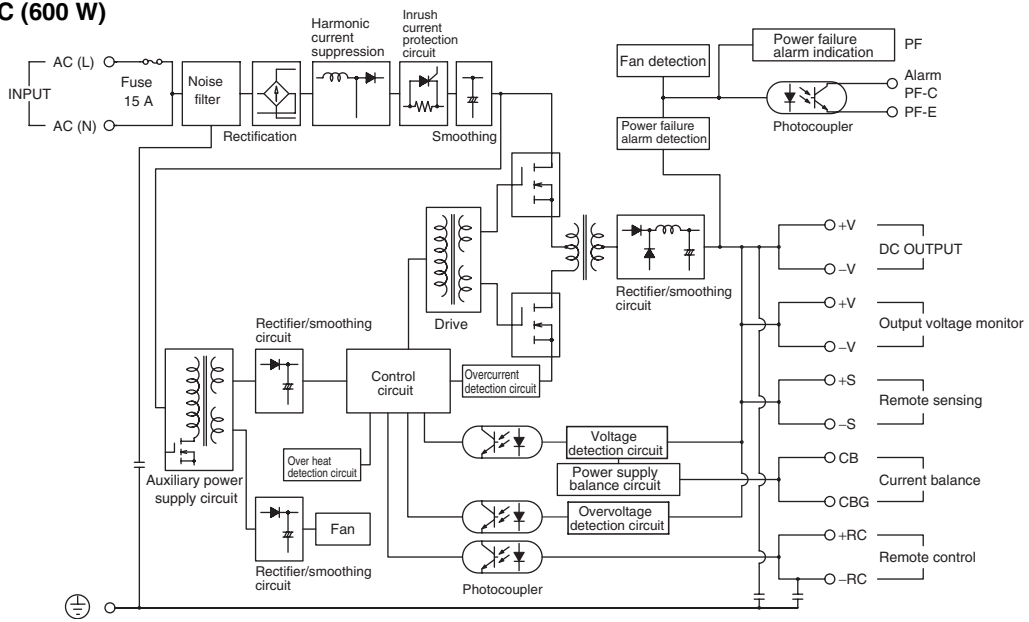 C (600 W)
INPUT
AC (L)
AC (N)
Fuse
15 A
Noise
filter
Rectification
Harmonic
current
suppression
Inrush
current
protection
circuit
Smoothing
Fan detection
Power failure
alarm detection
Power failure
alarm indication
PF
Alarm
PF-C
PF-E
Photocoupler
Drive
Rectifier/smoothing
circuit
+V
−V
DC OUTPUT
+V
−V
Output voltage monitor
+S
−S
Remote sensing
CB
CBG
Current balance
+RC
−RC
Remote control
Rectifier/smoothing
circuit
Control
circuit
Overcurrent
detection circuit
Auxiliary power
supply circuit
Over heat
detection circuit
Voltage
detection circuit
Power supply
balance circuit
Overvoltage
detection circuit
Fan
Rectifier/smoothing
circuit
Photocoupler